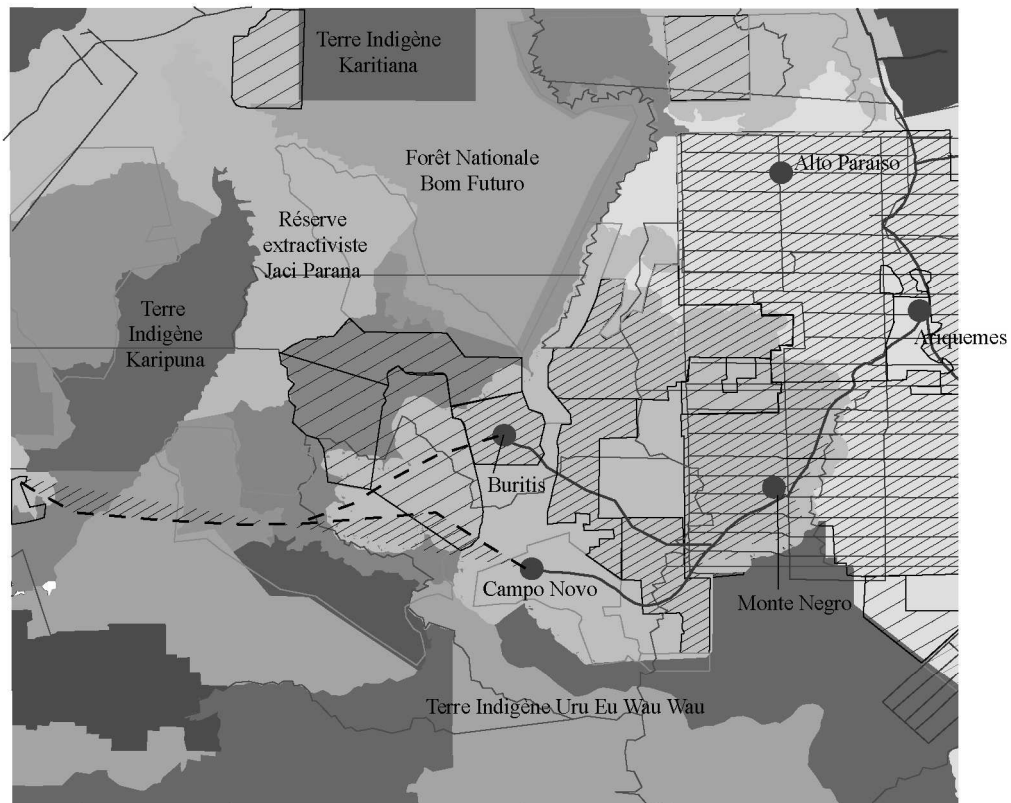 Terre Indigène
Karitiana
Forêt Nationale
Bom Futuro
Alto Paraiso
Réserve
extractiviste
Jaci Parana
Terre
Indigène
Karipuna
Ariquemes
Buritis
Campo Novo
Monte Negro
Terre Indigène Uru Eu Wau Wau